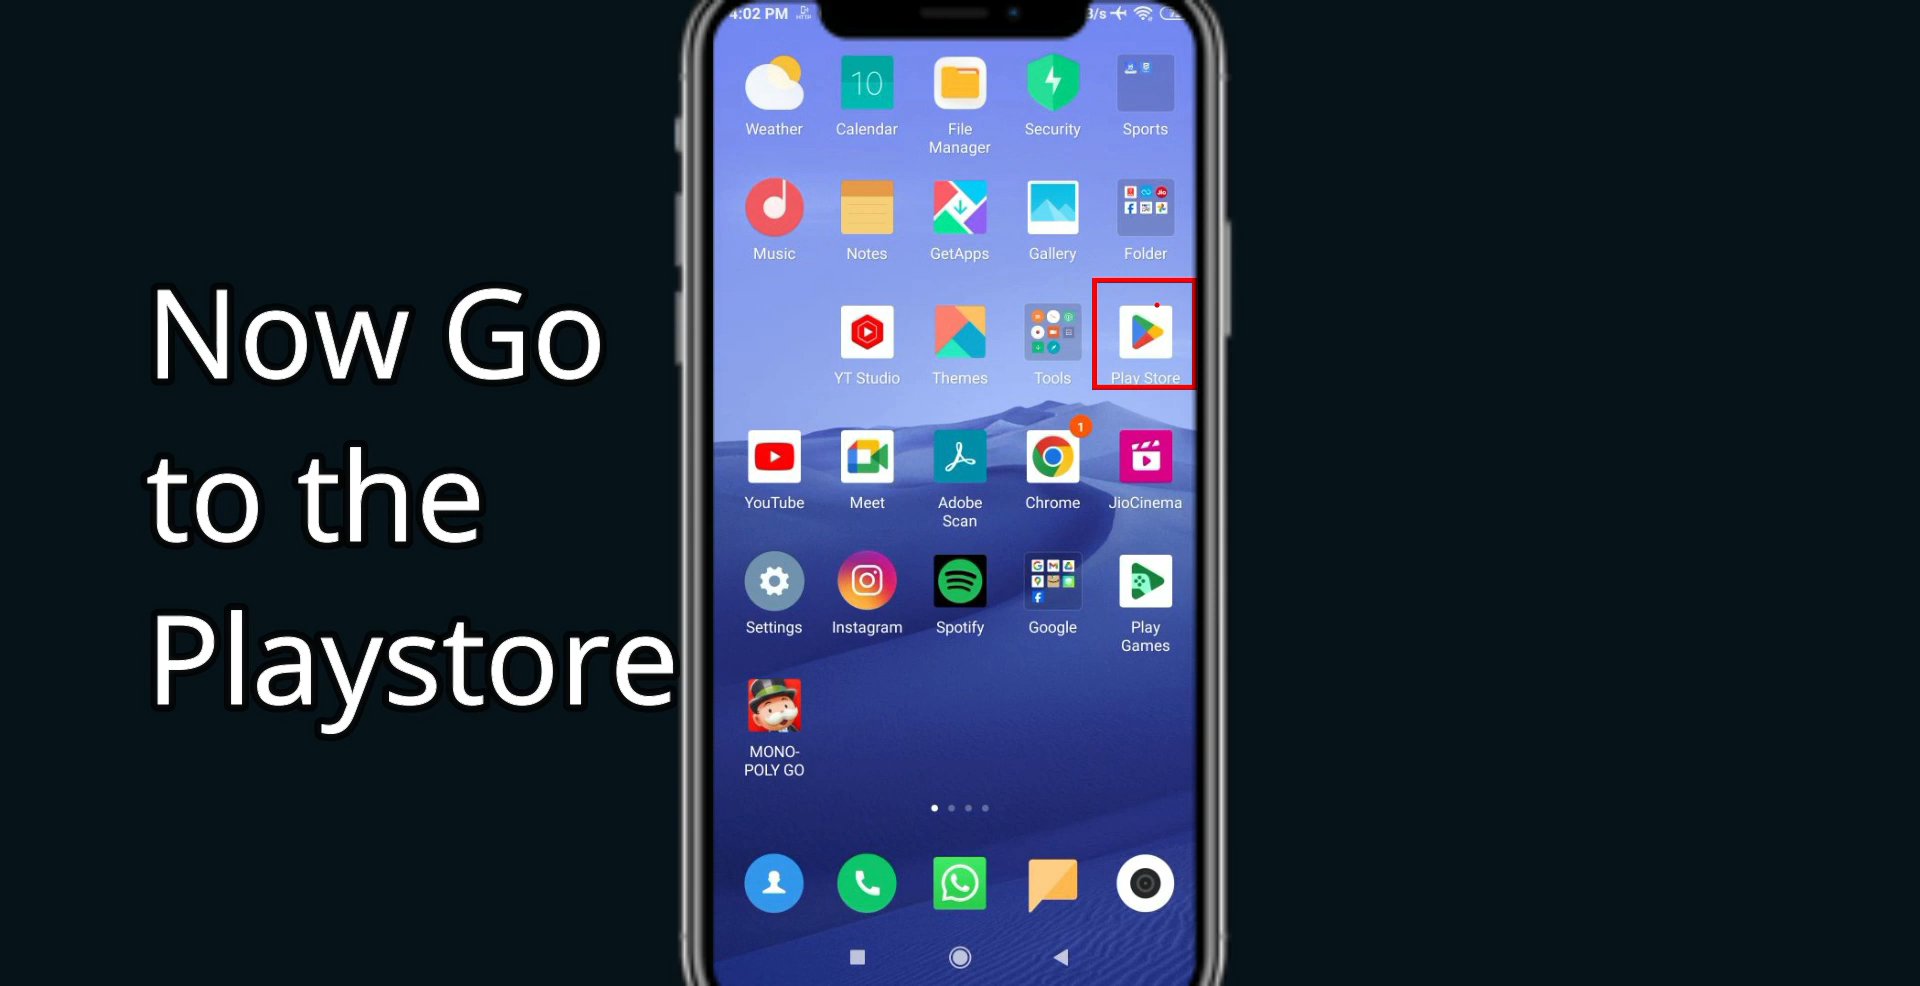 Now Go
to the
Playstore
4:02 PM
Weather
Calendar
File
Manager
Security
Sports
10
Music
Notes
GetApps
Gallery
Folder
YT Studio
Themes
Tools
Play Store
1
YouTube
Meet
Adobe
Scan
Chrome
JioCinema
Settings
Instagram
Spotify
Google
Play
Games
MONO-
POLY GO